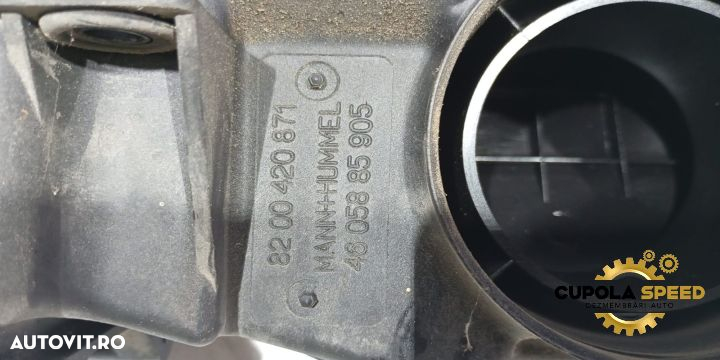 82 00 420 871
MANN+HUMMEL
46 058 85 905
CUPOLA SPEED
DEZMEMBRĂRI AUTO
AUTOVIT.RO